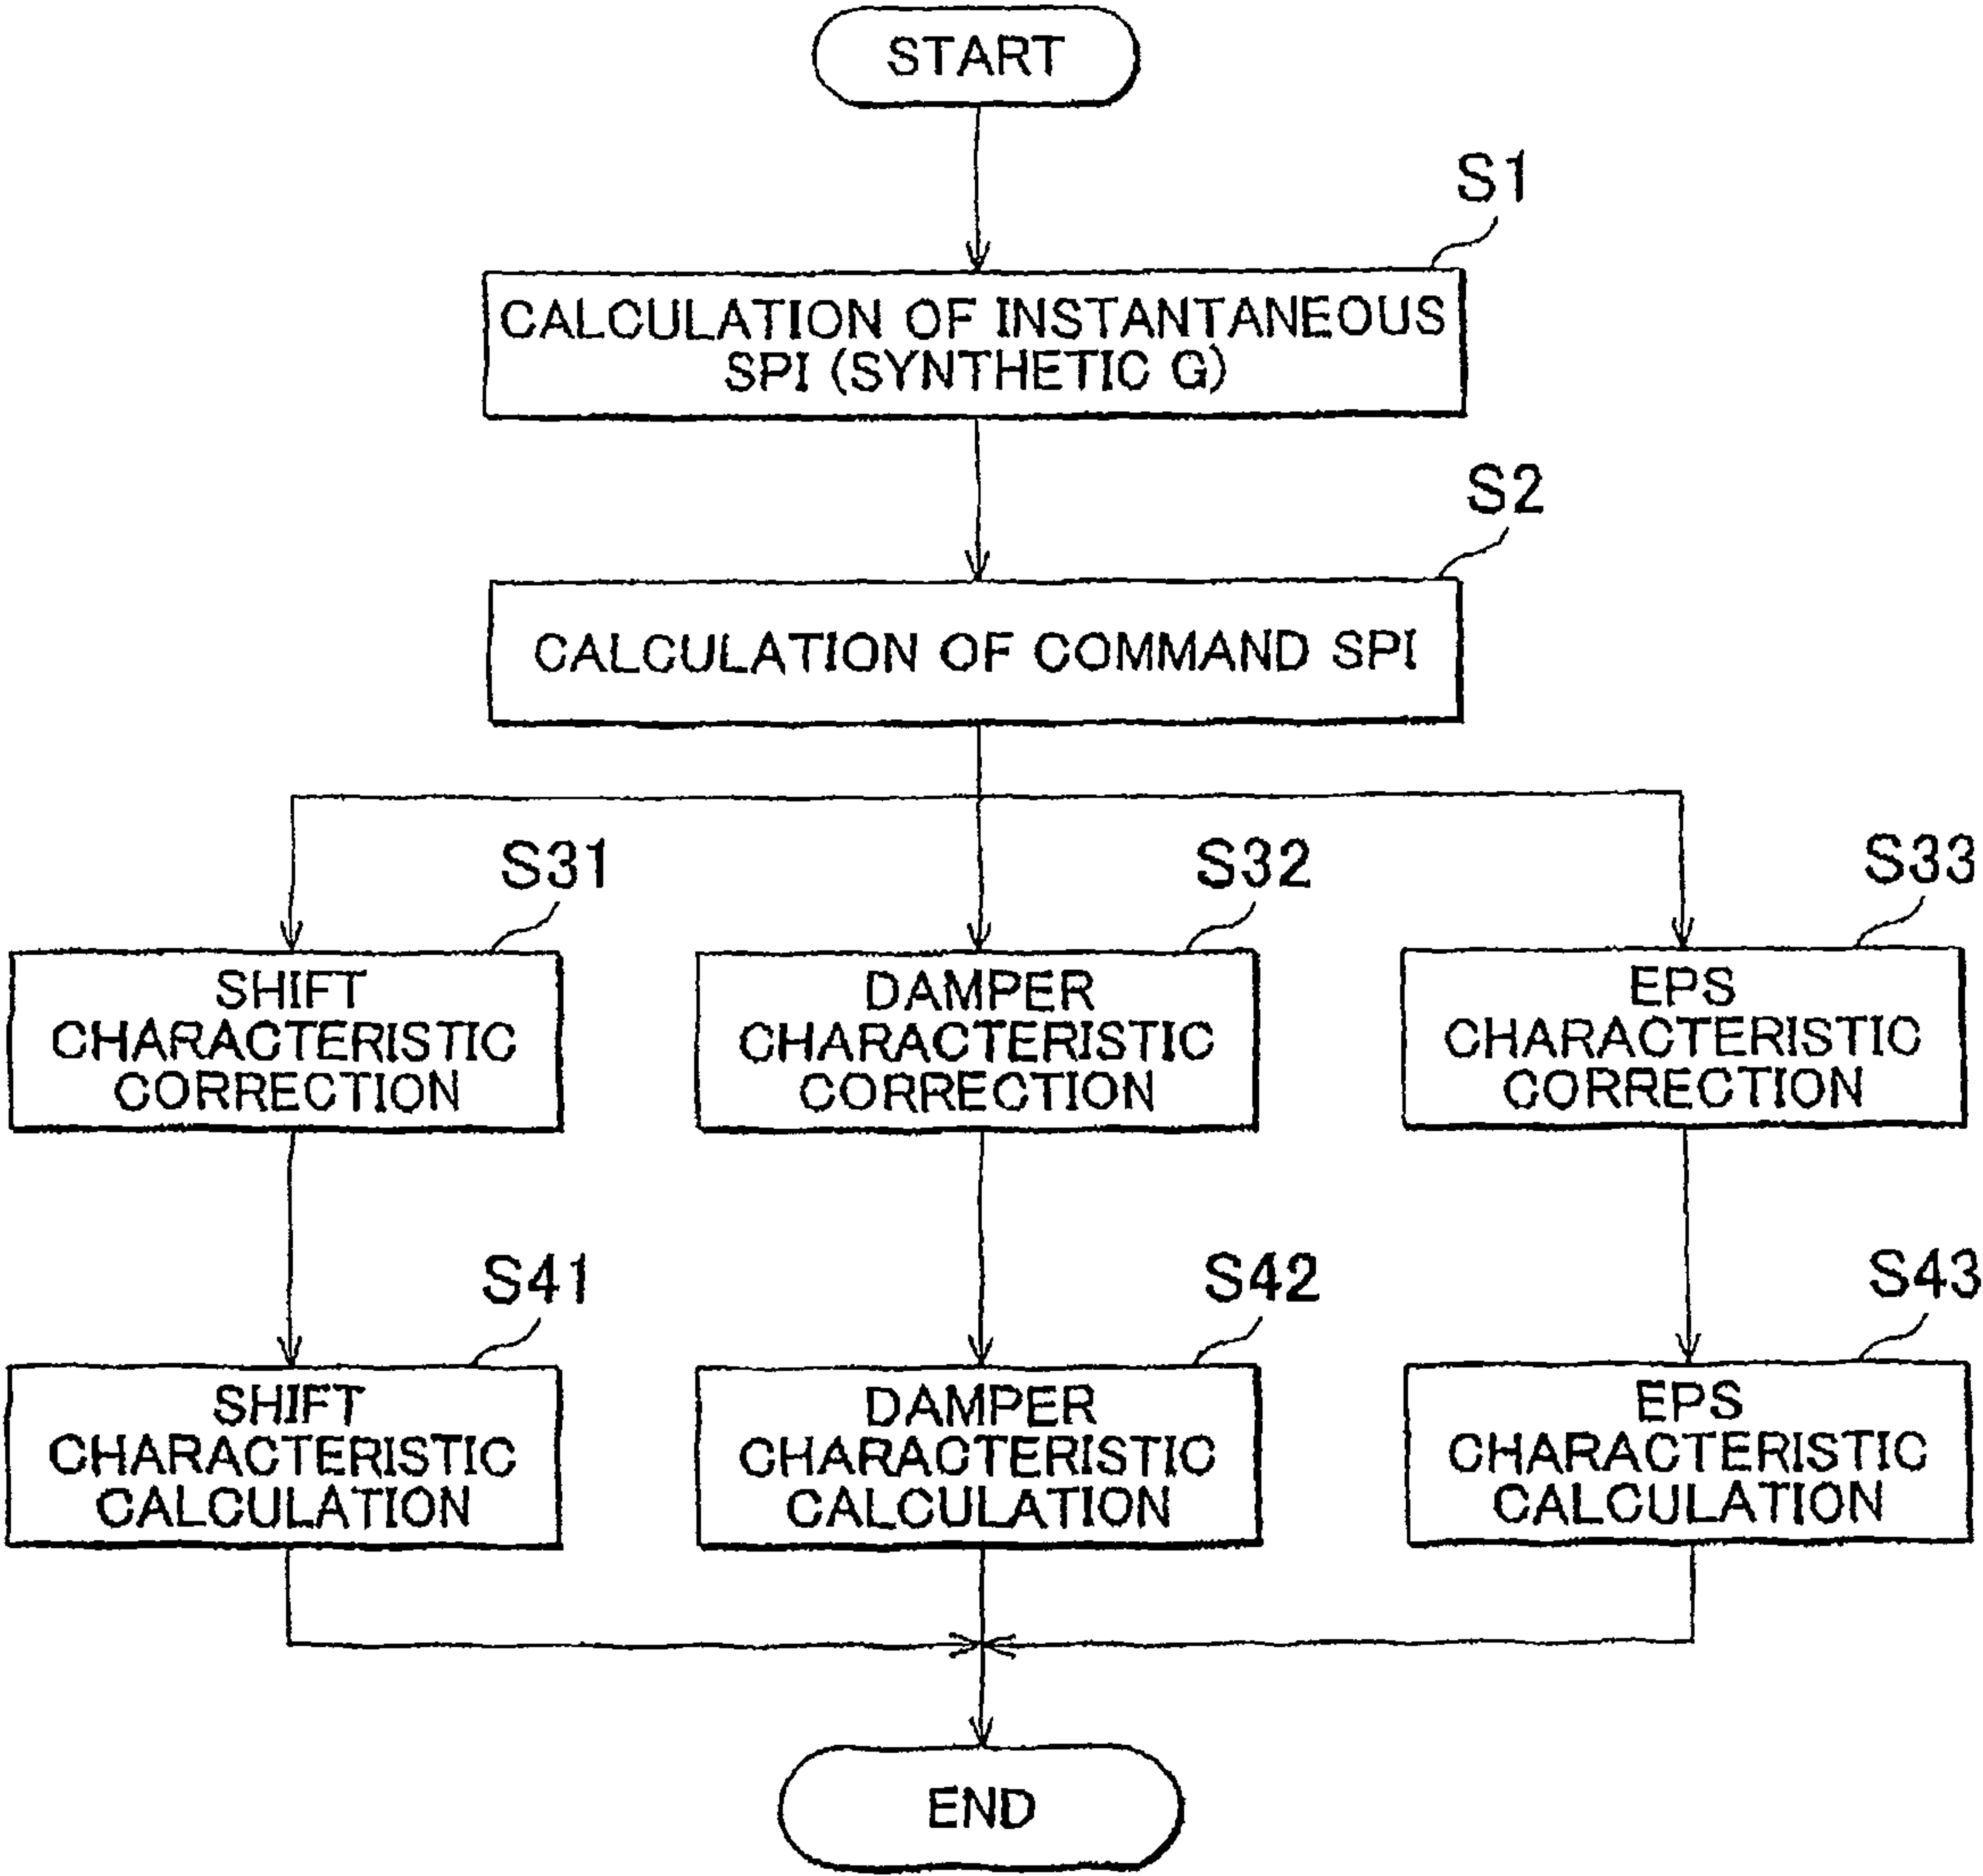 START
S1
CALCULATION OF INSTANTANEOUS
SPI (SYNTHETIC G)
S2
CALCULATION OF COMMAND SPI
S31
SHIFT
CHARACTERISTIC
CORRECTION
S32
DAMPER
CHARACTERISTIC
CORRECTION
S33
EPS
CHARACTERISTIC
CORRECTION
S41
SHIFT
CHARACTERISTIC
CALCULATION
S42
DAMPER
CHARACTERISTIC
CALCULATION
S43
EPS
CHARACTERISTIC
CALCULATION
END